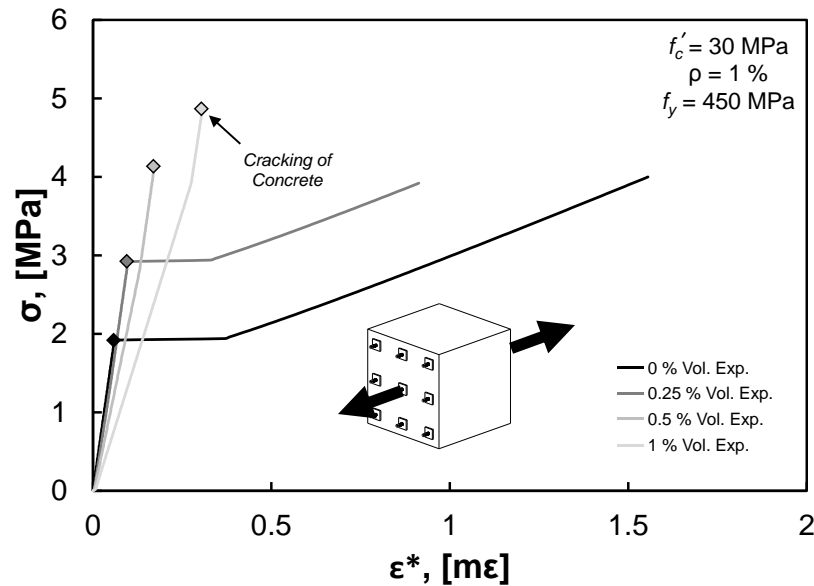 6
5
4
3
2
1
0
σ, [MPa]
f_c′ = 30 MPa
ρ = 1 %
f_y = 450 MPa
Cracking of
Concrete
0 % Vol. Exp.
0.25 % Vol. Exp.
0.5 % Vol. Exp.
1 % Vol. Exp.
0 0.5 1 1.5 2
ε*, [mε]